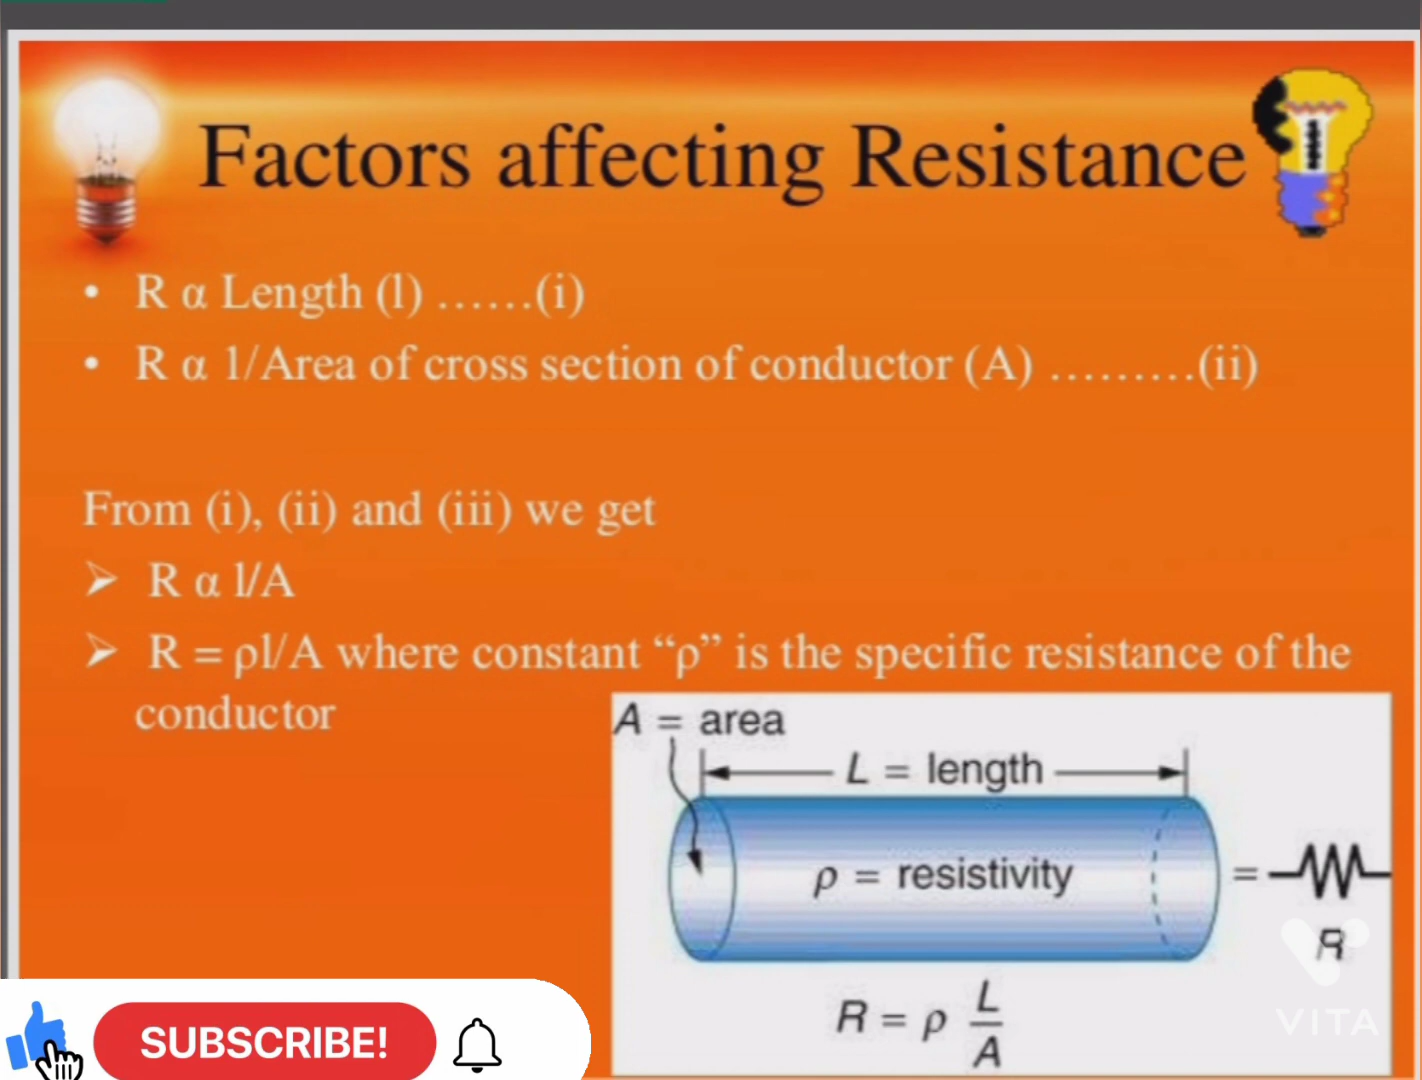 Factors affecting Resistance
• R α Length (l) ......(i)
• R α 1/Area of cross section of conductor (A) .........(ii)
From (i), (ii) and (iii) we get
➢ R α l/A
➢ R = ρl/A where constant “ρ” is the specific resistance of the
conductor
A = area
L = length
ρ = resistivity
=
R
R = ρ L/A
VITA
SUBSCRIBE!